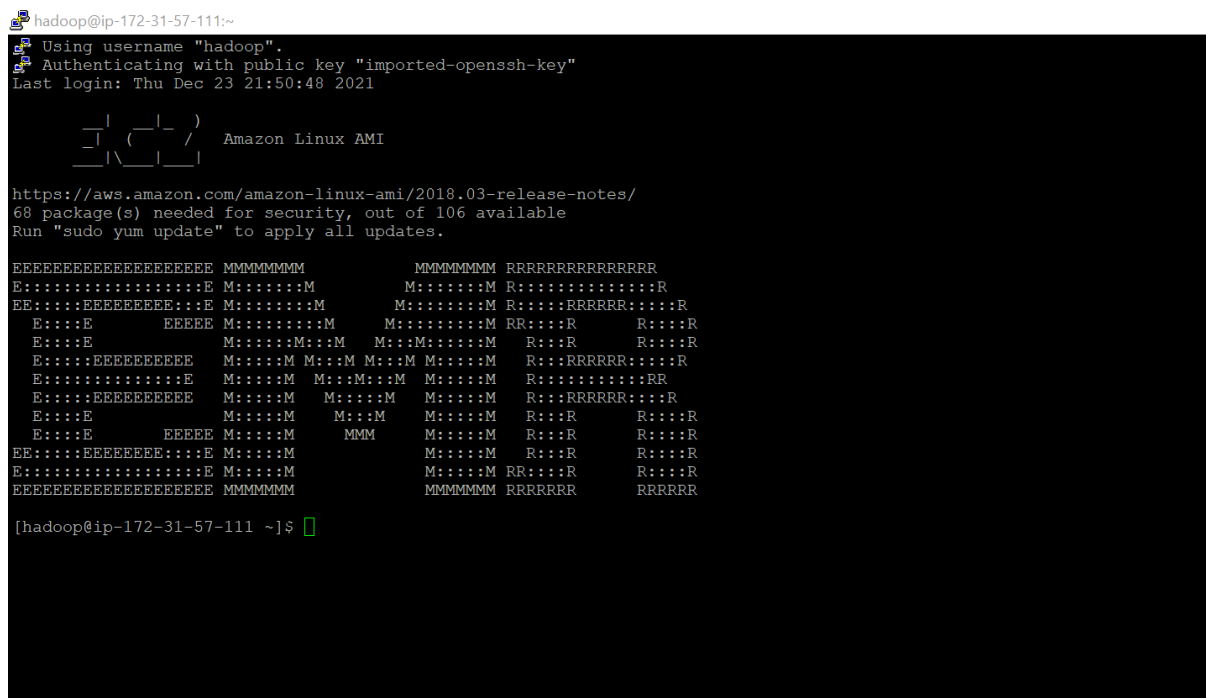 hadoop@ip-172-31-57-111:~
Using username "hadoop".
Authenticating with public key "imported-openssh-key"
Last login: Thu Dec 23 21:50:48 2021

       __|  __|_  )
       _|  (     /   Amazon Linux AMI
      ___|\___|___|

https://aws.amazon.com/amazon-linux-ami/2018.03-release-notes/
68 package(s) needed for security, out of 106 available
Run "sudo yum update" to apply all updates.

EEEEEEEEEEEEEEEEEEEE MMMMMMMM           MMMMMMMM RRRRRRRRRRRRRRR
E::::::::::::::::::E M:::::::M         M:::::::M R::::::::::::::R
EE:::::EEEEEEEEE:::E M::::::::M       M::::::::M R:::::RRRRRR:::::R
  E::::E       EEEEE M:::::::::M     M:::::::::M RR::::R      R::::R
  E::::E             M::::::M:::M   M:::M::::::M   R:::R      R::::R
  E:::::EEEEEEEEEE   M:::::M M:::M M:::M M:::::M   R:::RRRRRR:::::R
  E::::::::::::::E   M:::::M  M:::M:::M  M:::::M   R:::::::::::RR
  E:::::EEEEEEEEEE   M:::::M   M:::::M   M:::::M   R:::RRRRRR::::R
  E::::E             M:::::M    M:::M    M:::::M   R:::R      R::::R
  E::::E       EEEEE M:::::M     MMM     M:::::M   R:::R      R::::R
EE:::::EEEEEEEE::::E M:::::M             M:::::M   R:::R      R::::R
E::::::::::::::::::E M:::::M             M:::::M RR::::R      R::::R
EEEEEEEEEEEEEEEEEEEE MMMMMMM             MMMMMMM RRRRRRR      RRRRRR

[hadoop@ip-172-31-57-111 ~]$